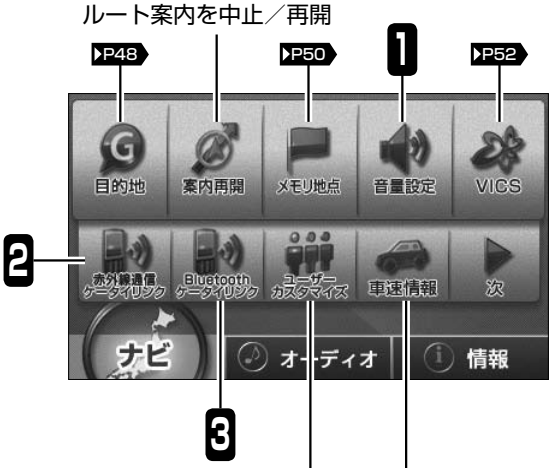 ルート案内を中止／再開
P48
P50
1
P52
G
目的地
案内再開
メモリ地点
音量設定
VICS
2
赤外線通信
ケータイリンク
Bluetooth
ケータイリンク
ユーザー
カスタマイズ
車速情報
次
ナビ
オーディオ
i
情報
3